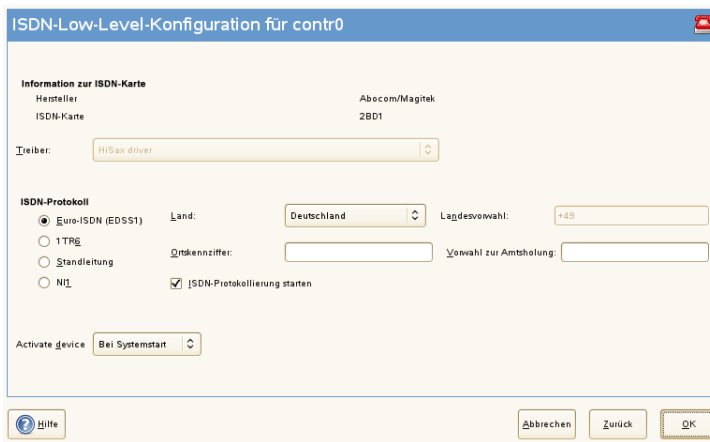 ISDN-Low-Level-Konfiguration für contr0
Information zur ISDN-Karte
Hersteller Abocom/Magitek
ISDN-Karte 2BD1
Treiber: HiSax driver
ISDN-Protokoll
Euro-ISDN (EDSS1) Land: Deutschland Landesvorwahl: +49
1TR6
Ortskennziffer: Vorwahl zur Amtsholung:
Standleitung
NI1 ISDN-Protokollierung starten
Activate device Bei Systemstart
Hilfe Abbrechen Zurück OK